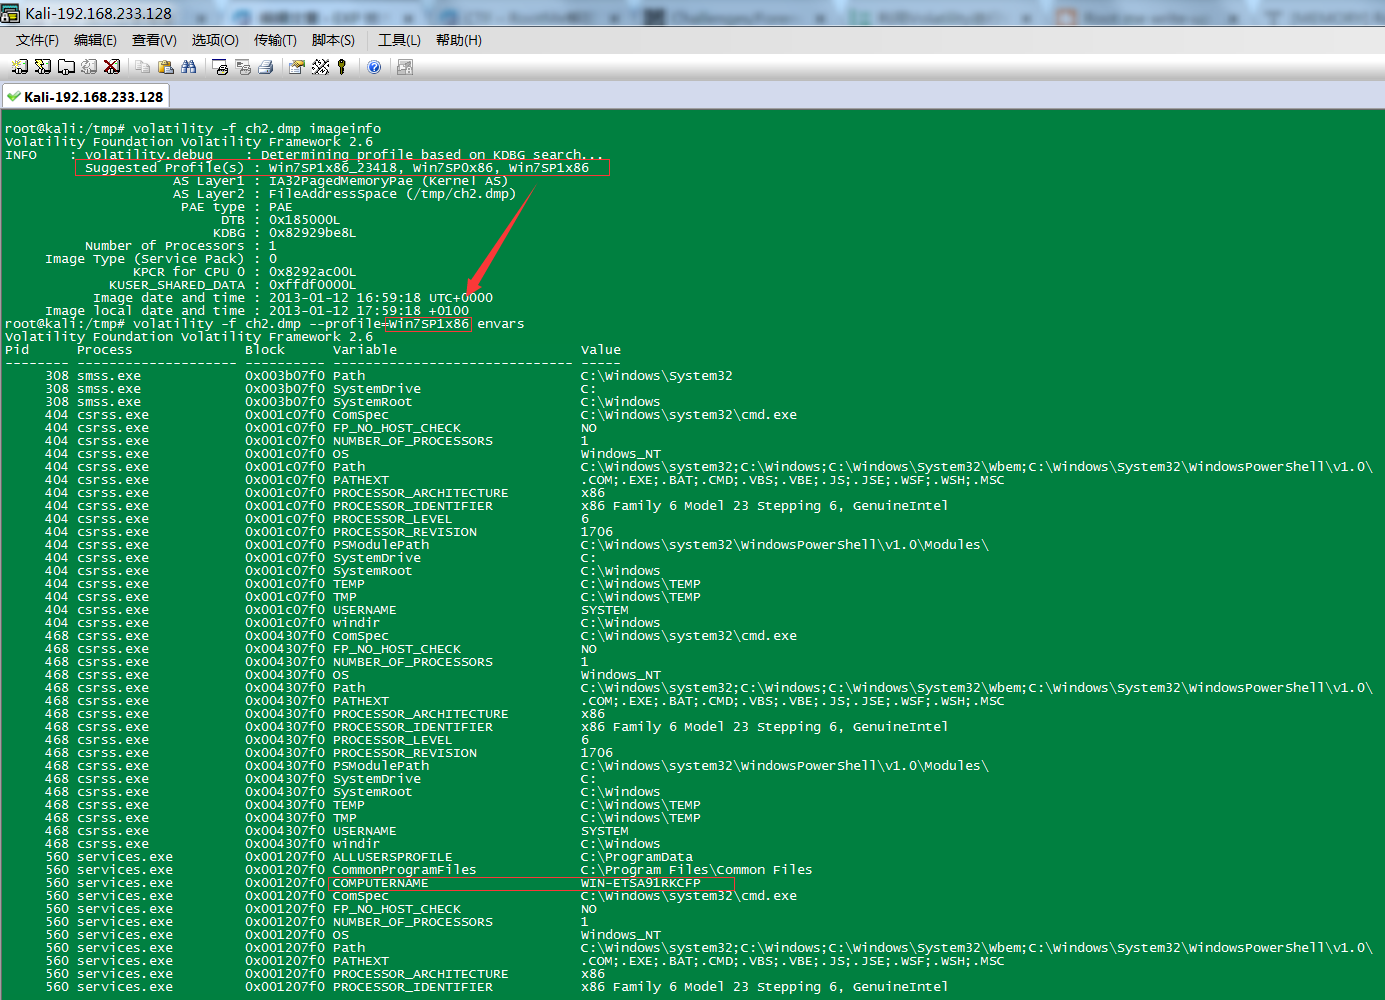 Kali-192.168.233.128
文件(F) 编辑(E) 查看(V) 选项(O) 传输(T) 脚本(S) 工具(L) 帮助(H)
Kali-192.168.233.128
root@kali:/tmp# volatility -f ch2.dmp imageinfo
Volatility Foundation Volatility Framework 2.6
INFO    : volatility.debug    : Determining profile based on KDBG search...
Suggested Profile(s) : Win7SP1x86_23418, Win7SP0x86, Win7SP1x86
AS Layer1 : IA32PagedMemoryPae (Kernel AS)
AS Layer2 : FileAddressSpace (/tmp/ch2.dmp)
PAE type : PAE
DTB : 0x185000L
KDBG : 0x82929be8L
Number of Processors : 1
Image Type (Service Pack) : 0
KPCR for CPU 0 : 0x8292ac00L
KUSER_SHARED_DATA : 0xffdf0000L
Image date and time : 2013-01-12 16:59:18 UTC+0000
Image local date and time : 2013-01-12 17:59:18 +0100
root@kali:/tmp# volatility -f ch2.dmp --profile=Win7SP1x86 envars
Volatility Foundation Volatility Framework 2.6
Pid      Process              Block      Variable                       Value
-------- -------------------- ---------- ------------------------------ -----
308 smss.exe             0x003b07f0 Path                           C:\Windows\System32
308 smss.exe             0x003b07f0 SystemDrive                    C:
308 smss.exe             0x003b07f0 SystemRoot                     C:\Windows
404 csrss.exe            0x001c07f0 ComSpec                        C:\Windows\system32\cmd.exe
404 csrss.exe            0x001c07f0 FP_NO_HOST_CHECK               NO
404 csrss.exe            0x001c07f0 NUMBER_OF_PROCESSORS           1
404 csrss.exe            0x001c07f0 OS                             Windows_NT
404 csrss.exe            0x001c07f0 Path                           C:\Windows\system32;C:\Windows;C:\Windows\System32\Wbem;C:\Windows\System32\WindowsPowerShell\v1.0\
404 csrss.exe            0x001c07f0 PATHEXT                        .COM;.EXE;.BAT;.CMD;.VBS;.VBE;.JS;.JSE;.WSF;.WSH;.MSC
404 csrss.exe            0x001c07f0 PROCESSOR_ARCHITECTURE         x86
404 csrss.exe            0x001c07f0 PROCESSOR_IDENTIFIER           x86 Family 6 Model 23 Stepping 6, GenuineIntel
404 csrss.exe            0x001c07f0 PROCESSOR_LEVEL                6
404 csrss.exe            0x001c07f0 PROCESSOR_REVISION             1706
404 csrss.exe            0x001c07f0 PSModulePath                   C:\Windows\system32\WindowsPowerShell\v1.0\Modules\
404 csrss.exe            0x001c07f0 SystemDrive                    C:
404 csrss.exe            0x001c07f0 SystemRoot                     C:\Windows
404 csrss.exe            0x001c07f0 TEMP                           C:\Windows\TEMP
404 csrss.exe            0x001c07f0 TMP                            C:\Windows\TEMP
404 csrss.exe            0x001c07f0 USERNAME                       SYSTEM
404 csrss.exe            0x001c07f0 windir                         C:\Windows
468 csrss.exe            0x004307f0 ComSpec                        C:\Windows\system32\cmd.exe
468 csrss.exe            0x004307f0 FP_NO_HOST_CHECK               NO
468 csrss.exe            0x004307f0 NUMBER_OF_PROCESSORS           1
468 csrss.exe            0x004307f0 OS                             Windows_NT
468 csrss.exe            0x004307f0 Path                           C:\Windows\system32;C:\Windows;C:\Windows\System32\Wbem;C:\Windows\System32\WindowsPowerShell\v1.0\
468 csrss.exe            0x004307f0 PATHEXT                        .COM;.EXE;.BAT;.CMD;.VBS;.VBE;.JS;.JSE;.WSF;.WSH;.MSC
468 csrss.exe            0x004307f0 PROCESSOR_ARCHITECTURE         x86
468 csrss.exe            0x004307f0 PROCESSOR_IDENTIFIER           x86 Family 6 Model 23 Stepping 6, GenuineIntel
468 csrss.exe            0x004307f0 PROCESSOR_LEVEL                6
468 csrss.exe            0x004307f0 PROCESSOR_REVISION             1706
468 csrss.exe            0x004307f0 PSModulePath                   C:\Windows\system32\WindowsPowerShell\v1.0\Modules\
468 csrss.exe            0x004307f0 SystemDrive                    C:
468 csrss.exe            0x004307f0 SystemRoot                     C:\Windows
468 csrss.exe            0x004307f0 TEMP                           C:\Windows\TEMP
468 csrss.exe            0x004307f0 TMP                            C:\Windows\TEMP
468 csrss.exe            0x004307f0 USERNAME                       SYSTEM
468 csrss.exe            0x004307f0 windir                         C:\Windows
560 services.exe         0x001207f0 ALLUSERSPROFILE                C:\ProgramData
560 services.exe         0x001207f0 CommonProgramFiles             C:\Program Files\Common Files
560 services.exe         0x001207f0 COMPUTERNAME                   WIN-ETSA91RKCFP
560 services.exe         0x001207f0 ComSpec                        C:\Windows\system32\cmd.exe
560 services.exe         0x001207f0 FP_NO_HOST_CHECK               NO
560 services.exe         0x001207f0 NUMBER_OF_PROCESSORS           1
560 services.exe         0x001207f0 OS                             Windows_NT
560 services.exe         0x001207f0 Path                           C:\Windows\system32;C:\Windows;C:\Windows\System32\Wbem;C:\Windows\System32\WindowsPowerShell\v1.0\
560 services.exe         0x001207f0 PATHEXT                        .COM;.EXE;.BAT;.CMD;.VBS;.VBE;.JS;.JSE;.WSF;.WSH;.MSC
560 services.exe         0x001207f0 PROCESSOR_ARCHITECTURE         x86
560 services.exe         0x001207f0 PROCESSOR_IDENTIFIER           x86 Family 6 Model 23 Stepping 6, GenuineIntel